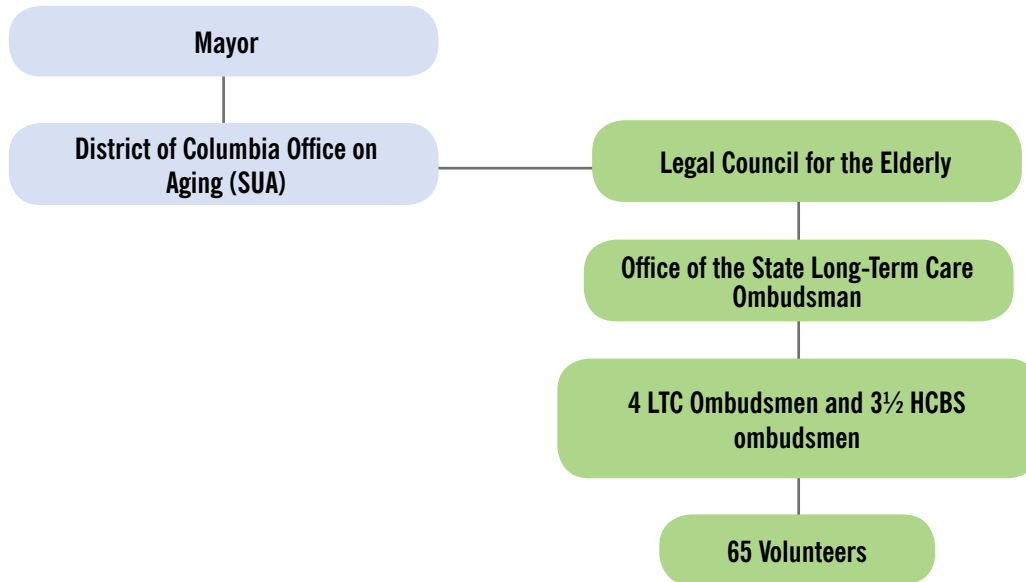 Mayor
District of Columbia Office on
Aging (SUA)
Legal Council for the Elderly
Office of the State Long-Term Care
Ombudsman
4 LTC Ombudsmen and 3½ HCBS
ombudsmen
65 Volunteers